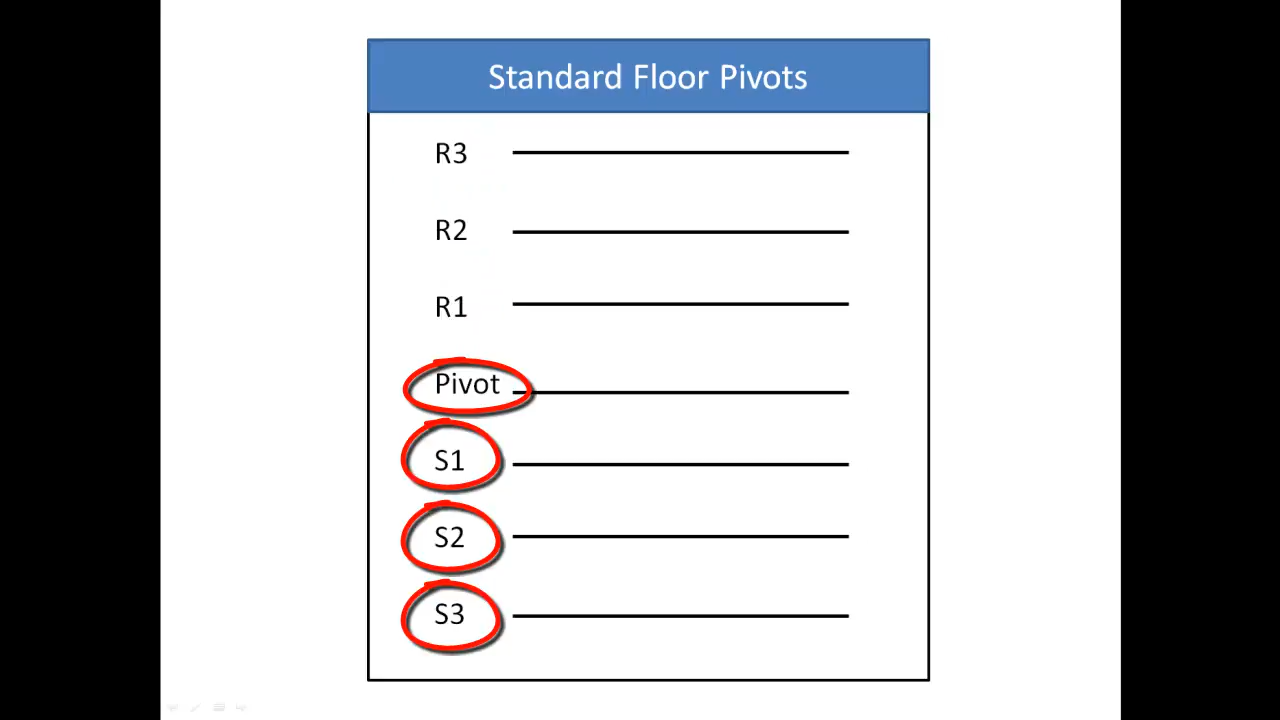 Standard Floor Pivots
R3
R2
R1
Pivot
S1
S2
S3